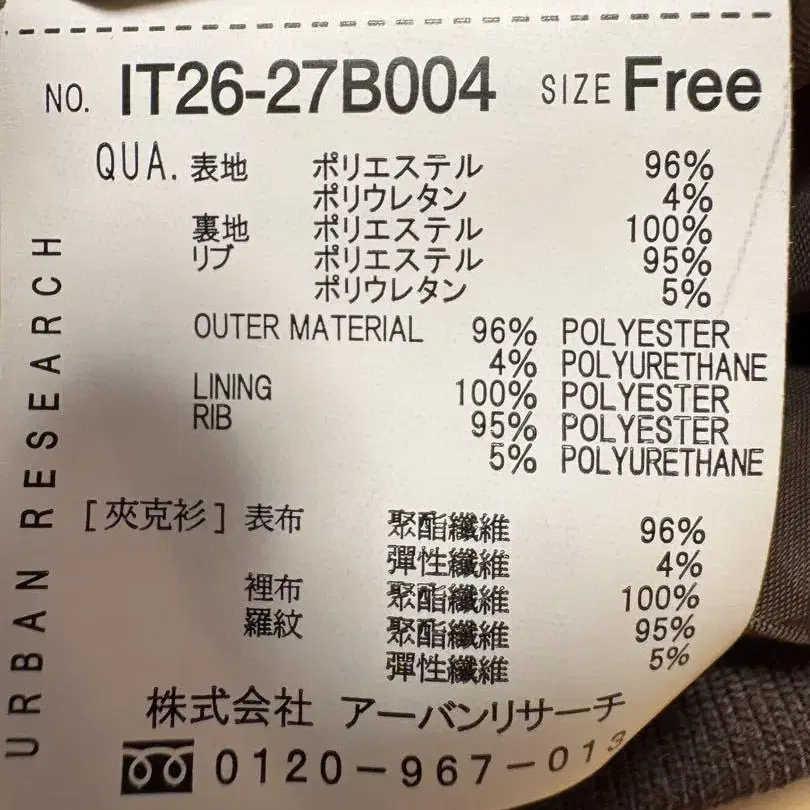 NO. IT26-27B004 SIZE Free
QUA. 表地 ポリエステル 96%
ポリウレタン 4%
裏地 ポリエステル 100%
リブ ポリエステル 95%
ポリウレタン 5%
OUTER MATERIAL 96% POLYESTER
4% POLYURETHANE
LINING 100% POLYESTER
RIB 95% POLYESTER
5% POLYURETHANE
[夾克衫] 表布 聚酯纖維 96%
彈性纖維 4%
裡布 聚酯纖維 100%
羅紋 聚酯纖維 95%
彈性纖維 5%
株式会社 アーバンリサーチ
0120-967-013
URBAN RESEARCH